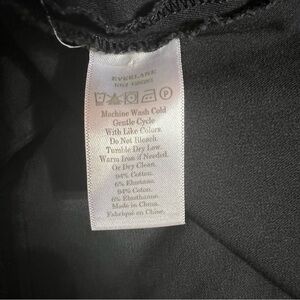 EVERLANE
Machine Wash Cold
Gentle Cycle
With Like Colors.
Do Not Bleach.
Tumble Dry Low.
Warm Iron if Needed.
Or Dry Clean.
94% Cotton.
6% Elastane.
94% Coton.
6% Elasthanne.
Made in China.
Fabriqué en Chine.